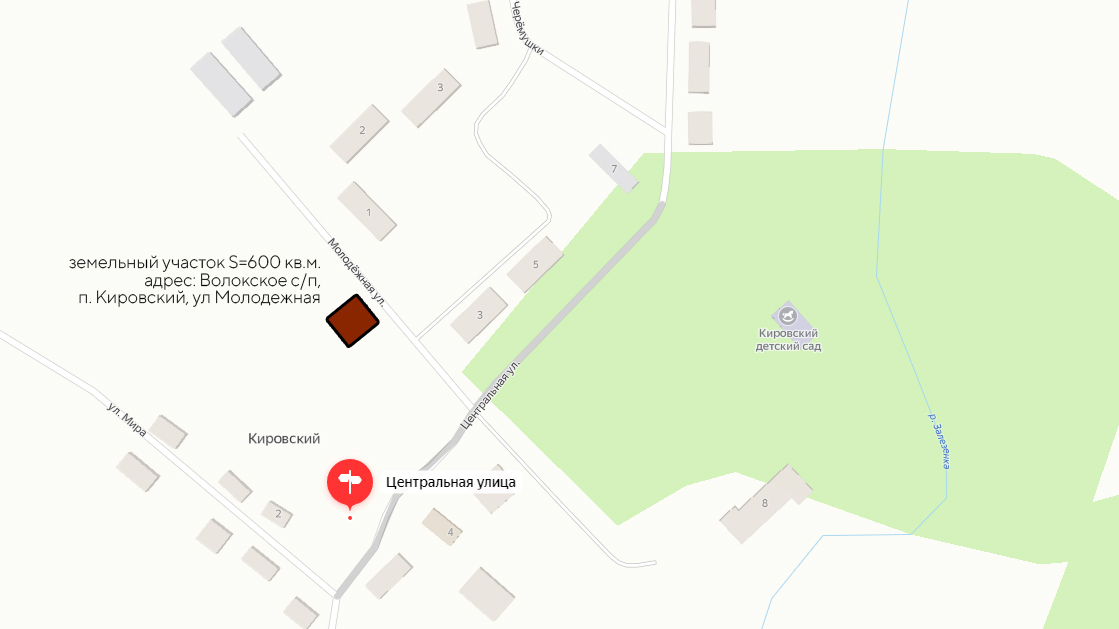 Черёмушки
3
2
7
1
Молодёжная ул.
земельный участок S=600 кв.м.
адрес: Волокское с/п,
п. Кировский, ул Молодежная
5
3
Кировский
детский сад
Центральная ул.
ул. Мира
р. Залезенка
Кировский
Центральная улица
8
2
4